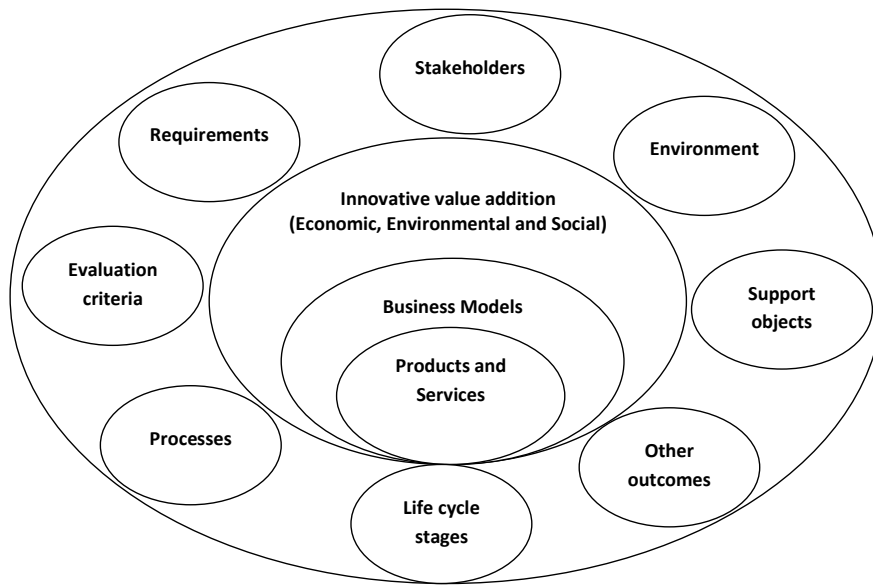 Stakeholders
Requirements
Environment
Innovative value addition
(Economic, Environmental and Social)
Evaluation
criteria
Support
objects
Business Models
Products and
Services
Processes
Other
outcomes
Life cycle
stages